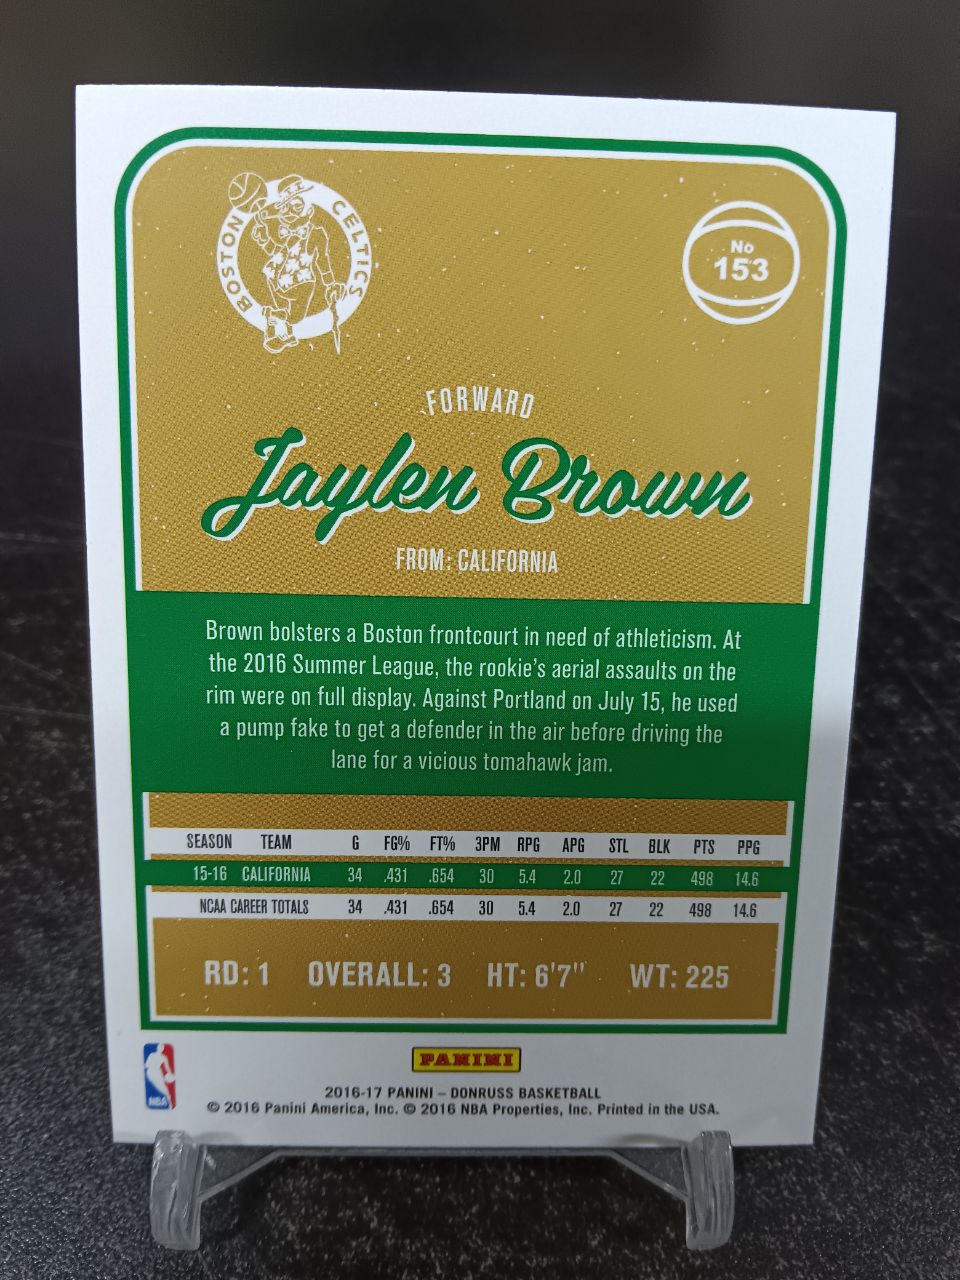 BOSTON CELTICS
No
153
FORWARD
Jaylen Brown
FROM: CALIFORNIA
Brown bolsters a Boston frontcourt in need of athleticism. At
the 2016 Summer League, the rookie's aerial assaults on the
rim were on full display. Against Portland on July 15, he used
a pump fake to get a defender in the air before driving the
lane for a vicious tomahawk jam.
SEASON TEAM G FG% FT% 3PM RPG APG STL BLK PTS PPG
15-16 CALIFORNIA 34 .431 .654 30 5.4 2.0 27 22 498 14.6
NCAA CAREER TOTALS 34 .431 .654 30 5.4 2.0 27 22 498 14.6
RD: 1 OVERALL: 3 HT: 6'7" WT: 225
NBA
PANINI
2016-17 PANINI – DONRUSS BASKETBALL
© 2016 Panini America, Inc. © 2016 NBA Properties, Inc. Printed in the USA.